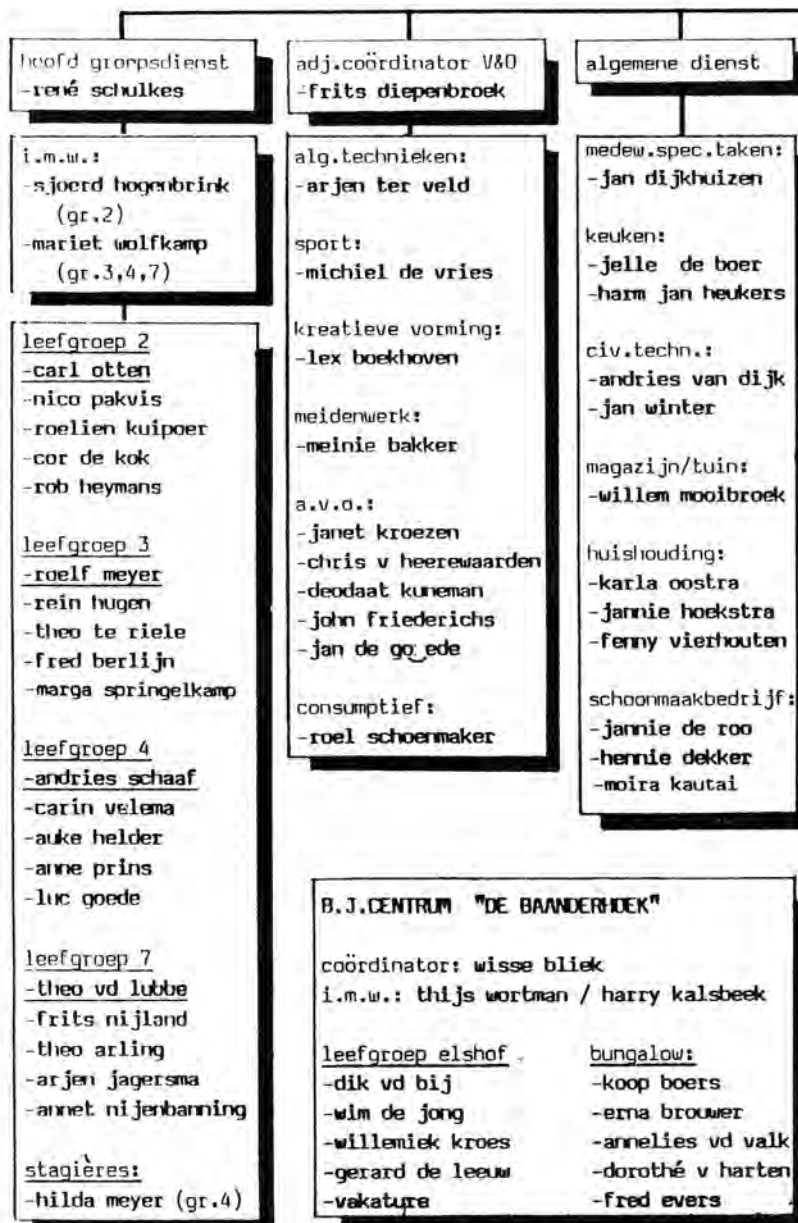 hoofd groepsdienst
-rené schulkes
i.m.w.:
-sjoerd hogenbrink
(gr.2)
-mariet wolfkamp
(gr.3,4,7)
leefgroep 2
-carl otten
-nico pakvis
-roelien kuipoer
-cor de kok
-rob heymans
leefgroep 3
-roelf meyer
-rein hugen
-theo te riele
-fred berlijn
-marga springelkamp
leefgroep 4
-andries schaaf
-carin velema
-auke helder
-anne prins
-luc goede
leefgroep 7
-theo vd lubbe
-frits nijland
-theo arling
-arjen jagersma
-annet nijenbanning
stagières:
-hilda meyer (gr.4)
adj.coördinator V&O
-frits diepenbroek
alg.technieken:
-arjen ter veld
sport:
-michiel de vries
kreatieve vorming:
-lex boekhoven
meidenwerk:
-meinie bakker
a.v.o.:
-janet kroezen
-chris v heerewaarden
-deodaat kuneman
-john friederichs
-jan de go ede
consumptief:
-roel schoenmaker
algemene dienst
medew.spec.taken:
-jan dijkhuizen
keuken:
-jelle de boer
-harm jan heukers
civ.techn.:
-andries van dijk
-jan winter
magazijn/tuin:
-willem mooibroek
huishouding:
-karla oostra
-jannie hoekstra
-fenny vierhouten
schoonmaakbedrijf:
-jannie de roo
-hennie dekker
-moira kautai
B.J.CENTRUM "DE BAANDERHOEK"
coördinator: wisse bliek
i.m.w.: thijs wortman / harry kalsbeek
leefgroep elshof
-dik vd bij
-wim de jong
-willemiek kroes
-gerard de leeuw
-vakature
bungalow:
-koop boers
-erna brouwer
-annelies vd valk
-dorothé v harten
-fred evers